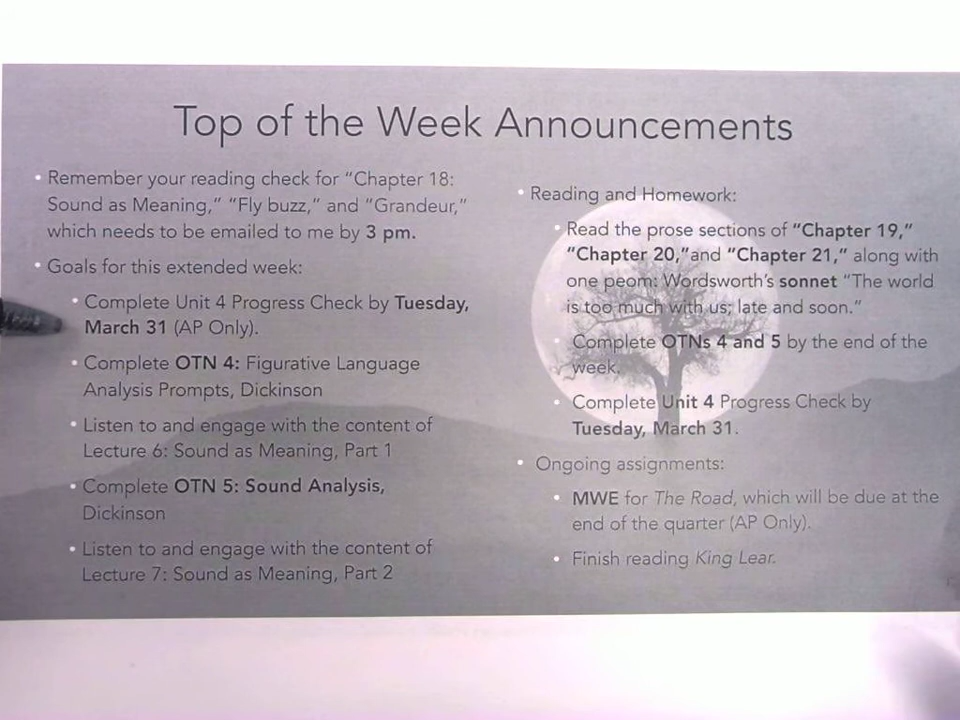 Top of the Week Announcements
• Remember your reading check for "Chapter 18:
Sound as Meaning," "Fly buzz," and "Grandeur,"
which needs to be emailed to me by 3 pm.
• Goals for this extended week:
• Complete Unit 4 Progress Check by Tuesday,
March 31 (AP Only).
• Complete OTN 4: Figurative Language
Analysis Prompts, Dickinson
• Listen to and engage with the content of
Lecture 6: Sound as Meaning, Part 1
• Complete OTN 5: Sound Analysis,
Dickinson
• Listen to and engage with the content of
Lecture 7: Sound as Meaning, Part 2
• Reading and Homework:
• Read the prose sections of "Chapter 19,"
"Chapter 20,"and "Chapter 21," along with
one peom: Wordsworth's sonnet "The world
is too much with us; late and soon."
• Complete OTNs 4 and 5 by the end of the
week.
• Complete Unit 4 Progress Check by
Tuesday, March 31.
• Ongoing assignments:
• MWE for The Road, which will be due at the
end of the quarter (AP Only).
• Finish reading King Lear.